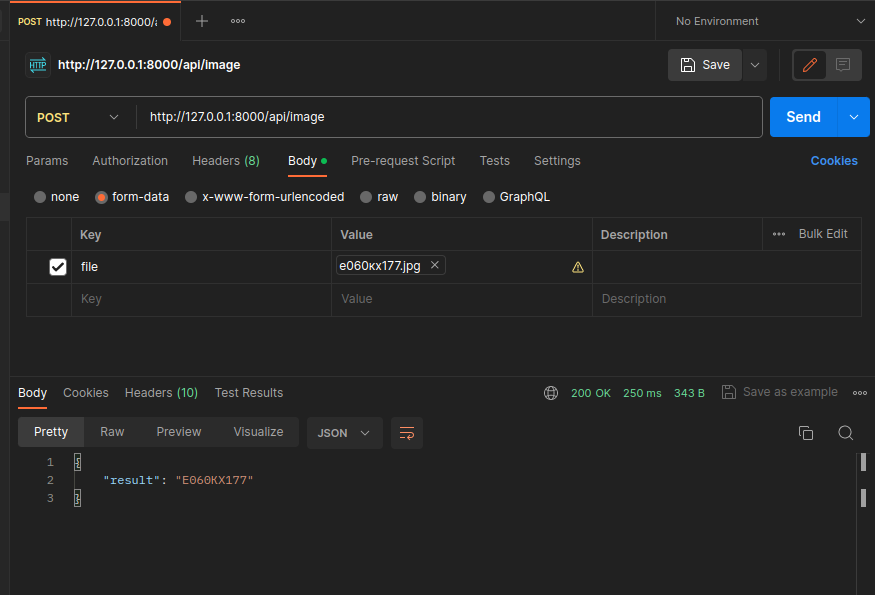 POST http://127.0.0.1:8000/a
No Environment
HTTP http://127.0.0.1:8000/api/image
Save
POST http://127.0.0.1:8000/api/image
Send
Params Authorization Headers (8) Body Pre-request Script Tests Settings Cookies
none form-data x-www-form-urlencoded raw binary GraphQL
Key Value Description Bulk Edit
file е060кх177.jpg
Key Value Description
Body Cookies Headers (10) Test Results 200 OK 250 ms 343 B Save as example
Pretty Raw Preview Visualize JSON
1 {
2 "result": "E060KX177"
3 }